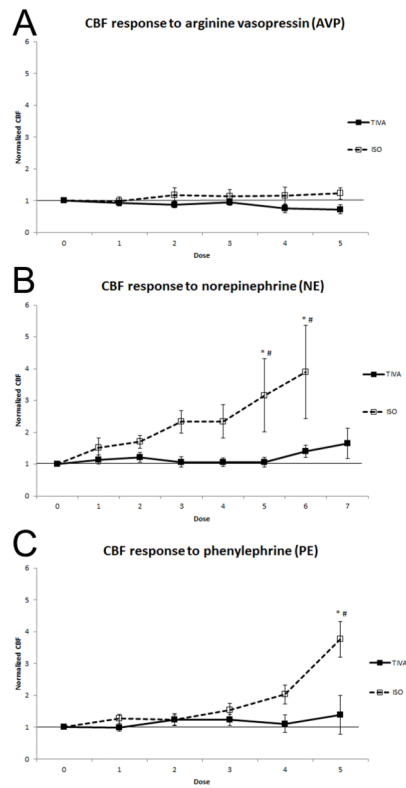 A
CBF response to arginine vasopressin (AVP)
6
5
4
3
2
1
0
Normalized CBF
TIVA
ISO
0 1 2 3 4 5
Dose
B
CBF response to norepinephrine (NE)
6
5
4
3
2
1
0
Normalized CBF
* #
* #
TIVA
ISO
0 1 2 3 4 5 6 7
Dose
C
CBF response to phenylephrine (PE)
6
5
4
3
2
1
0
Normalized CBF
* #
TIVA
ISO
0 1 2 3 4 5
Dose